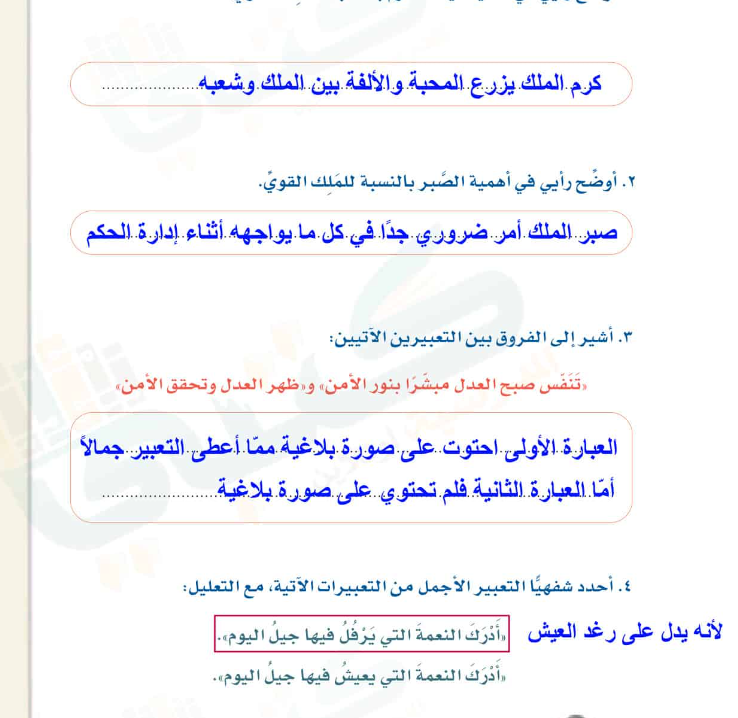 كرم الملك يزرع المحبة والألفة بين الملك وشعبه
٢. أوضّح رأيي في أهمية الصَّبر بالنسبة للمَلِك القويِّ.
صبر الملك أمر ضروري جدًا في كل ما يواجهه أثناء إدارة الحكم
٣. أشير إلى الفروق بين التعبيرين الآتيين:
«تَنَفَّس صبح العدل مبشّرًا بنور الأمن» و«ظهر العدل وتحقق الأمن»
العبارة الأولى احتوت على صورة بلاغية ممّا أعطى التعبير جمالاً
أمّا العبارة الثانية فلم تحتوي على صورة بلاغية
٤. أحدد شفهيًّا التعبير الأجمل من التعبيرات الآتية، مع التعليل:
«أَدْرَكَ النعمةَ التي يَرْفُلُ فيها جيلُ اليوم». لأنه يدل على رغد العيش
«أَدْرَكَ النعمةَ التي يعيشُ فيها جيلُ اليوم».